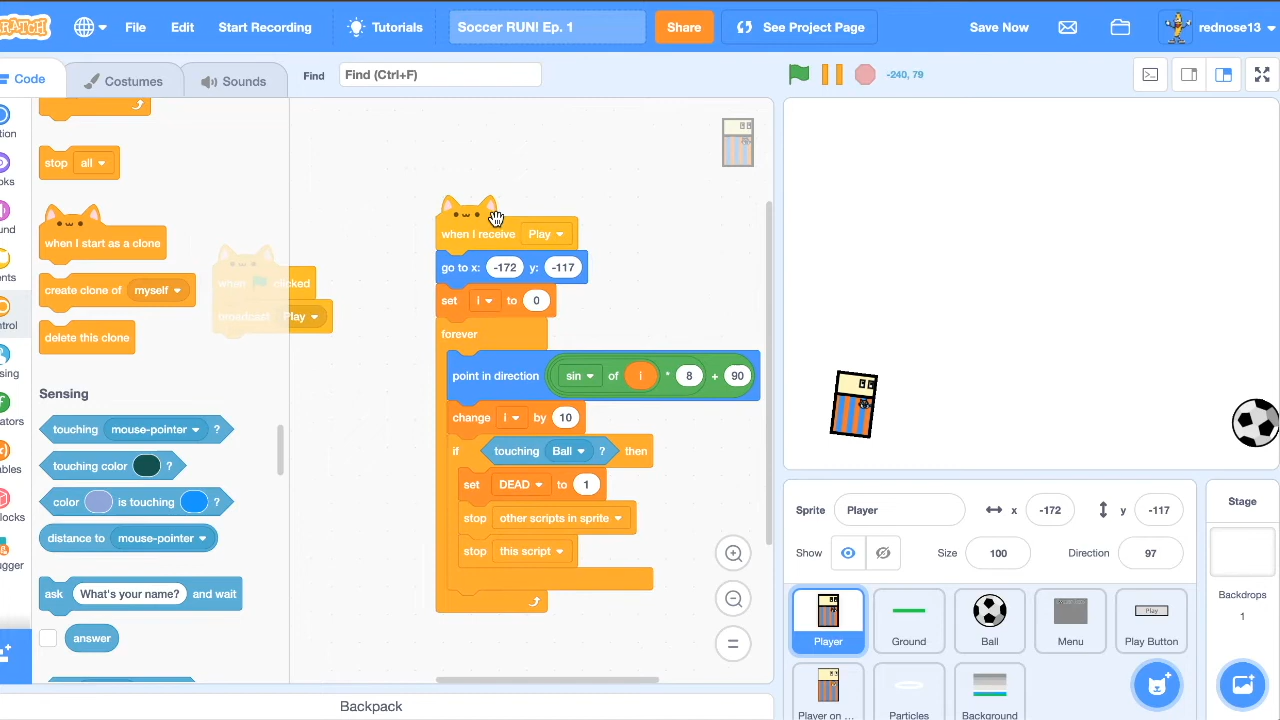 File Edit Start Recording Tutorials Soccer RUN! Ep. 1 Share See Project Page Save Now rednose13
Code Costumes Sounds Find Find (Ctrl+F) -240, 79
stop all
when I start as a clone
create clone of myself
delete this clone
Sensing
touching mouse-pointer ?
touching color ?
color is touching ?
distance to mouse-pointer
ask What's your name? and wait
answer
when clicked
broadcast Play
when I receive Play
go to x: -172 y: -117
set i to 0
forever
point in direction sin of i * 8 + 90
change i by 10
if touching Ball ? then
set DEAD to 1
stop other scripts in sprite
stop this script
Backpack
Sprite Player x -172 y -117
Show Size 100 Direction 97
Player Ground Ball Menu Play Button
Player on ... Particles Background
Stage
Backdrops
1